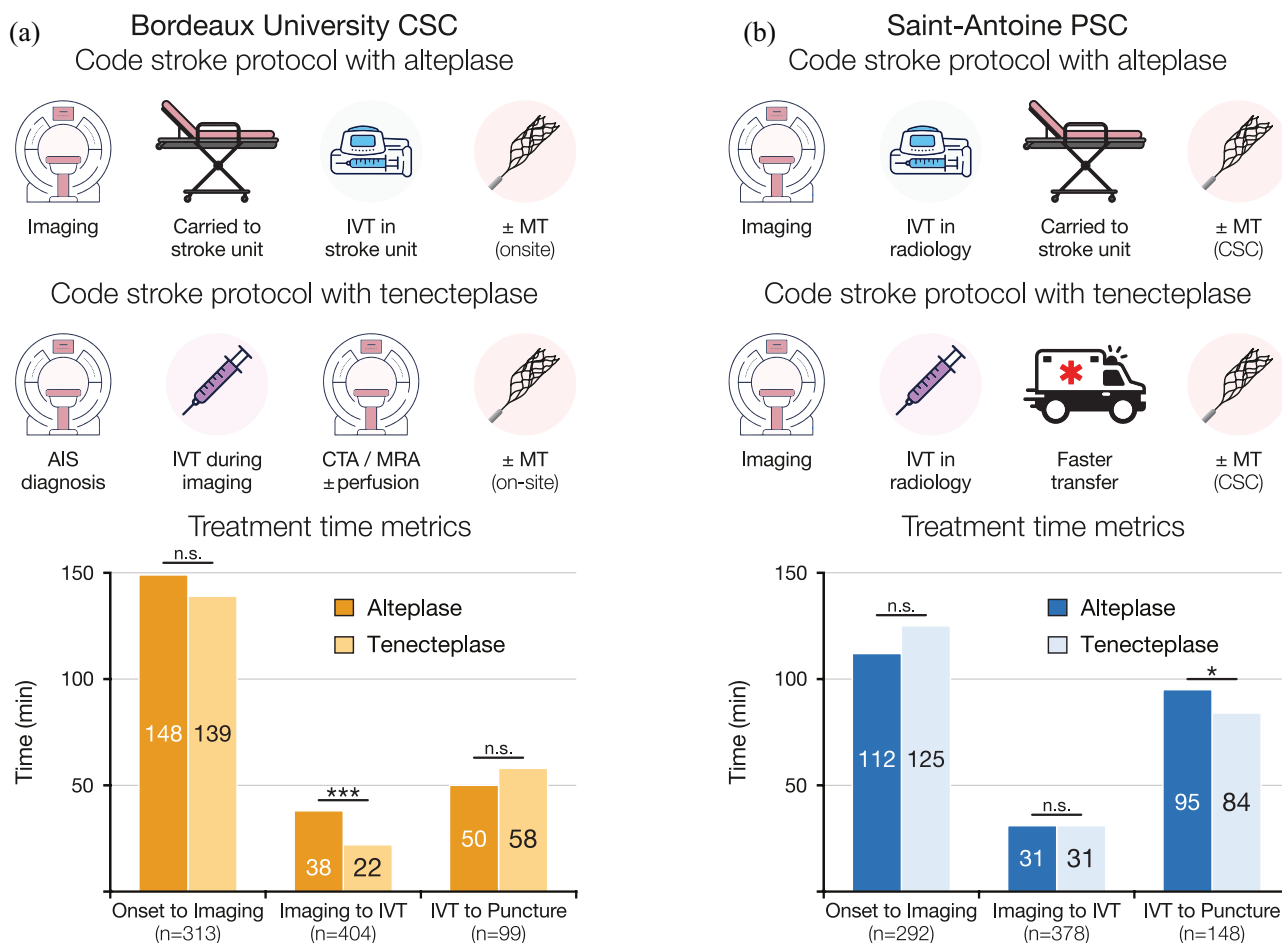 (a)
Bordeaux University CSC
Code stroke protocol with alteplase
Imaging
Carried to
stroke unit
IVT in
stroke unit
± MT
(onsite)
Code stroke protocol with tenecteplase
AIS
diagnosis
IVT during
imaging
CTA / MRA
± perfusion
± MT
(on-site)
Treatment time metrics
Time (min)
150
100
50
n.s.
***
n.s.
Alteplase
Tenecteplase
148
139
38
22
50
58
Onset to Imaging
(n=313)
Imaging to IVT
(n=404)
IVT to Puncture
(n=99)
(b)
Saint-Antoine PSC
Code stroke protocol with alteplase
Imaging
IVT in
radiology
Carried to
stroke unit
± MT
(CSC)
Code stroke protocol with tenecteplase
Imaging
IVT in
radiology
Faster
transfer
± MT
(CSC)
Treatment time metrics
Time (min)
150
100
50
n.s.
n.s.
*
Alteplase
Tenecteplase
112
125
31
31
95
84
Onset to Imaging
(n=292)
Imaging to IVT
(n=378)
IVT to Puncture
(n=148)